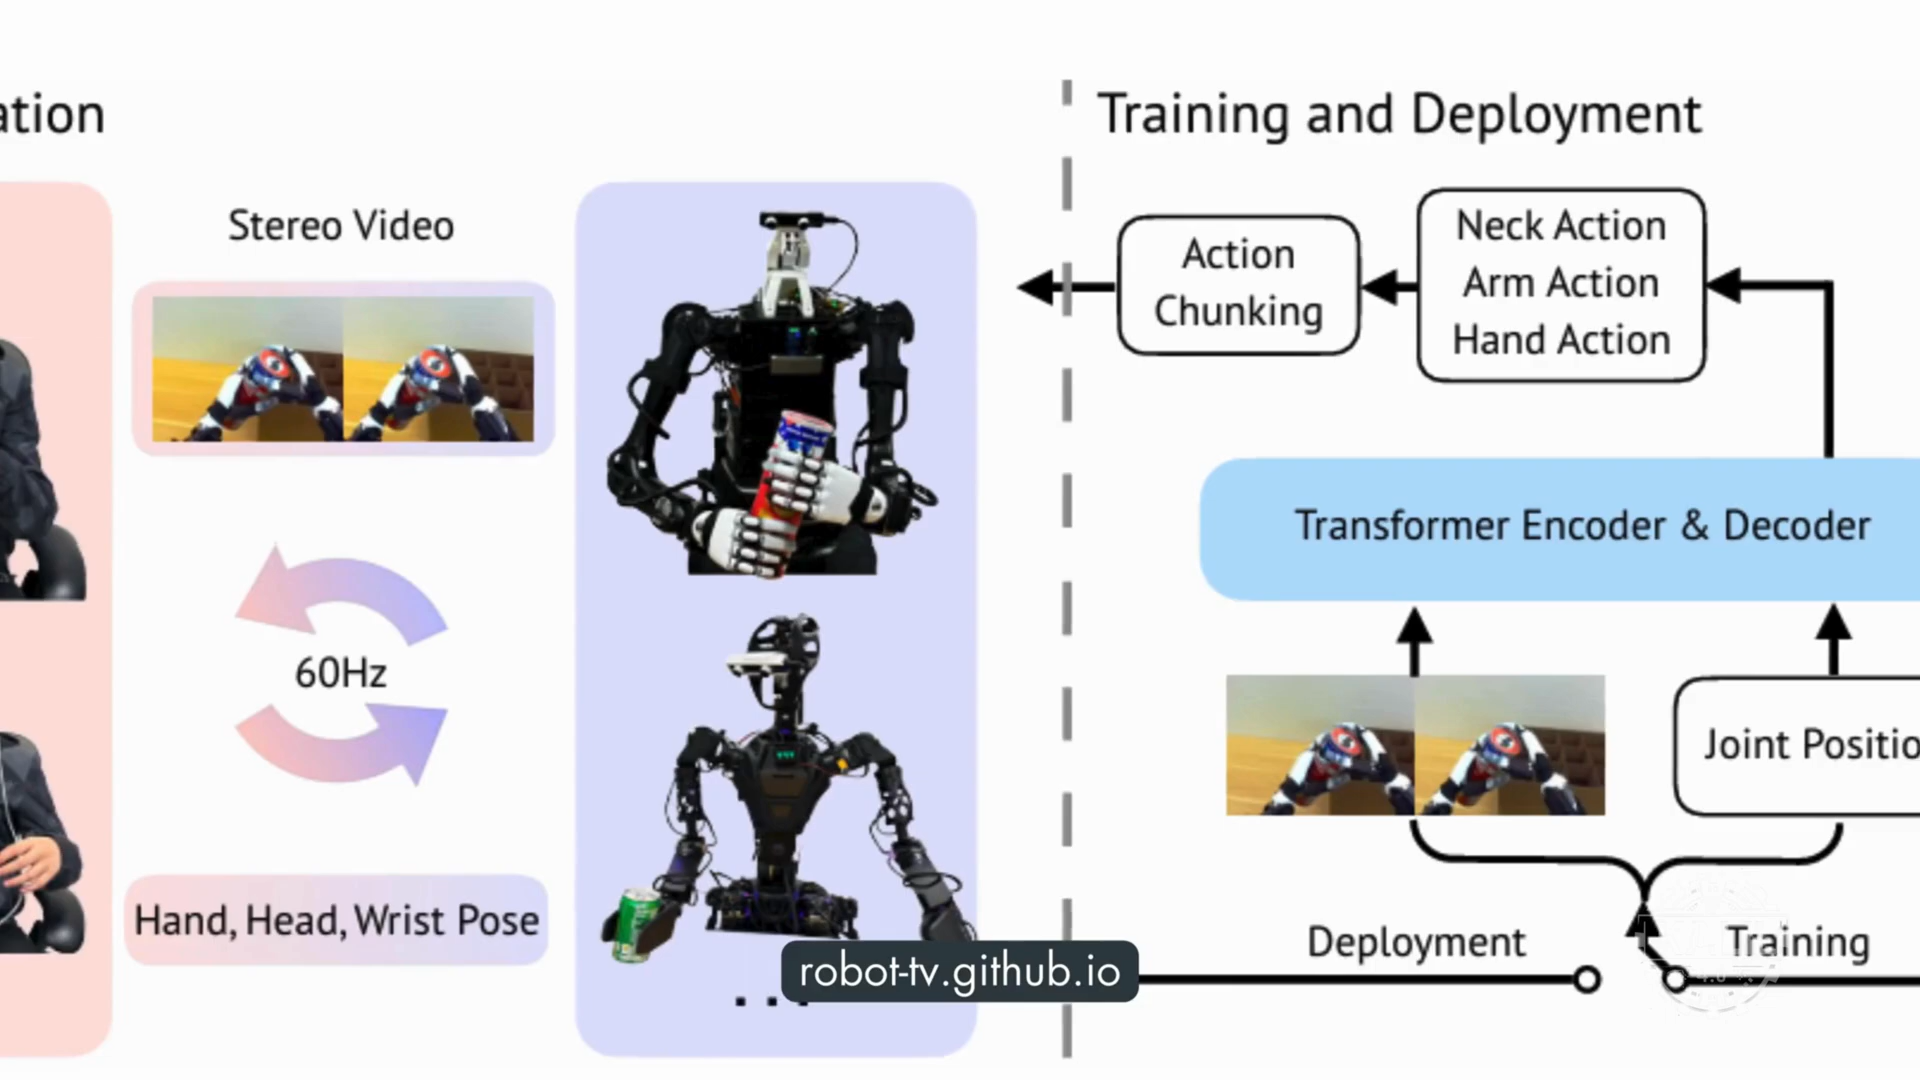 ation
Training and Deployment
Stereo Video
Action
Chunking
Neck Action
Arm Action
Hand Action
Transformer Encoder & Decoder
60Hz
Joint Positio
Hand, Head, Wrist Pose
Deployment
Training
robot-tv.github.io
...